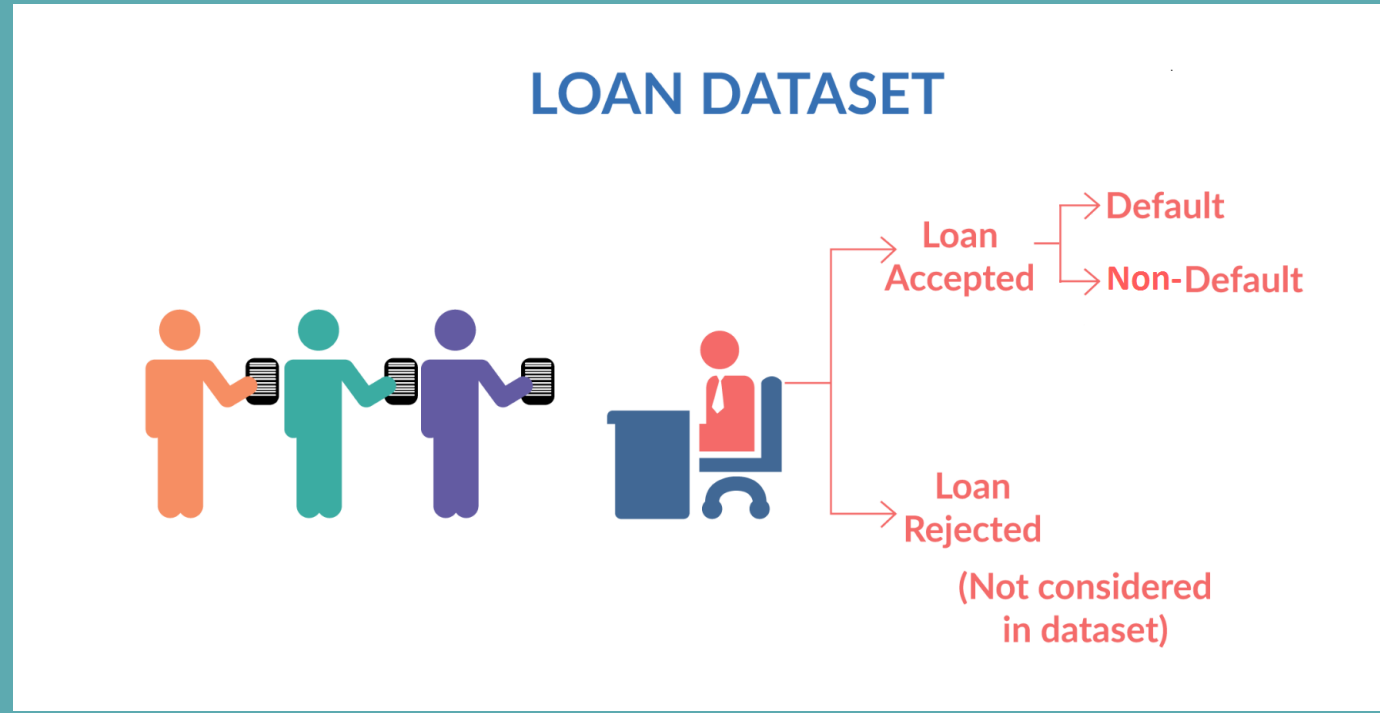 LOAN DATASET
Loan
Accepted
Default
Non-Default
Loan
Rejected
(Not considered
in dataset)